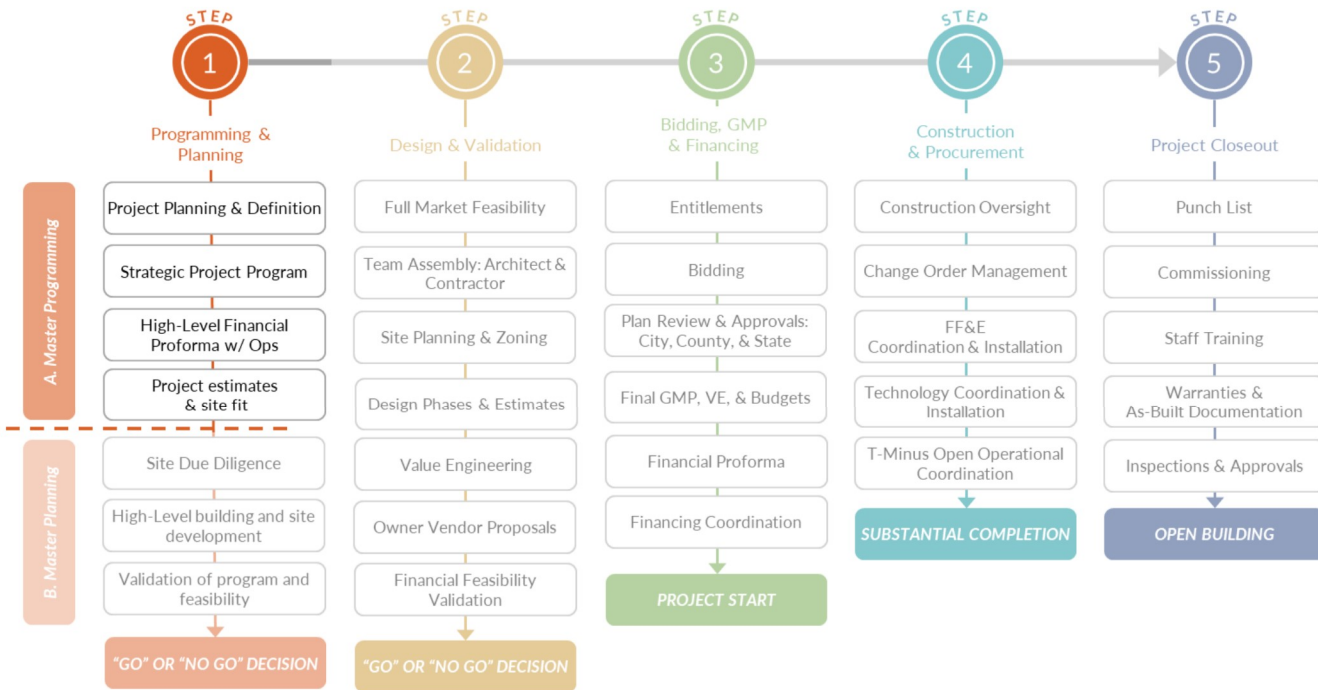 STEP
1
Programming &
Planning
A. Master Programming
Project Planning & Definition
Strategic Project Program
High-Level Financial
Proforma w/ Ops
Project estimates
& site fit
B. Master Planning
Site Due Diligence
High-Level building and site
development
Validation of program and
feasibility
"GO" OR "NO GO" DECISION
STEP
2
Design & Validation
Full Market Feasibility
Team Assembly: Architect &
Contractor
Site Planning & Zoning
Design Phases & Estimates
Value Engineering
Owner Vendor Proposals
Financial Feasibility
Validation
"GO" OR "NO GO" DECISION
STEP
3
Bidding, GMP
& Financing
Entitlements
Bidding
Plan Review & Approvals:
City, County, & State
Final GMP, VE, & Budgets
Financial Proforma
Financing Coordination
PROJECT START
STEP
4
Construction
& Procurement
Construction Oversight
Change Order Management
FF&E
Coordination & Installation
Technology Coordination &
Installation
T-Minus Open Operational
Coordination
SUBSTANTIAL COMPLETION
STEP
5
Project Closeout
Punch List
Commissioning
Staff Training
Warranties &
As-Built Documentation
Inspections & Approvals
OPEN BUILDING